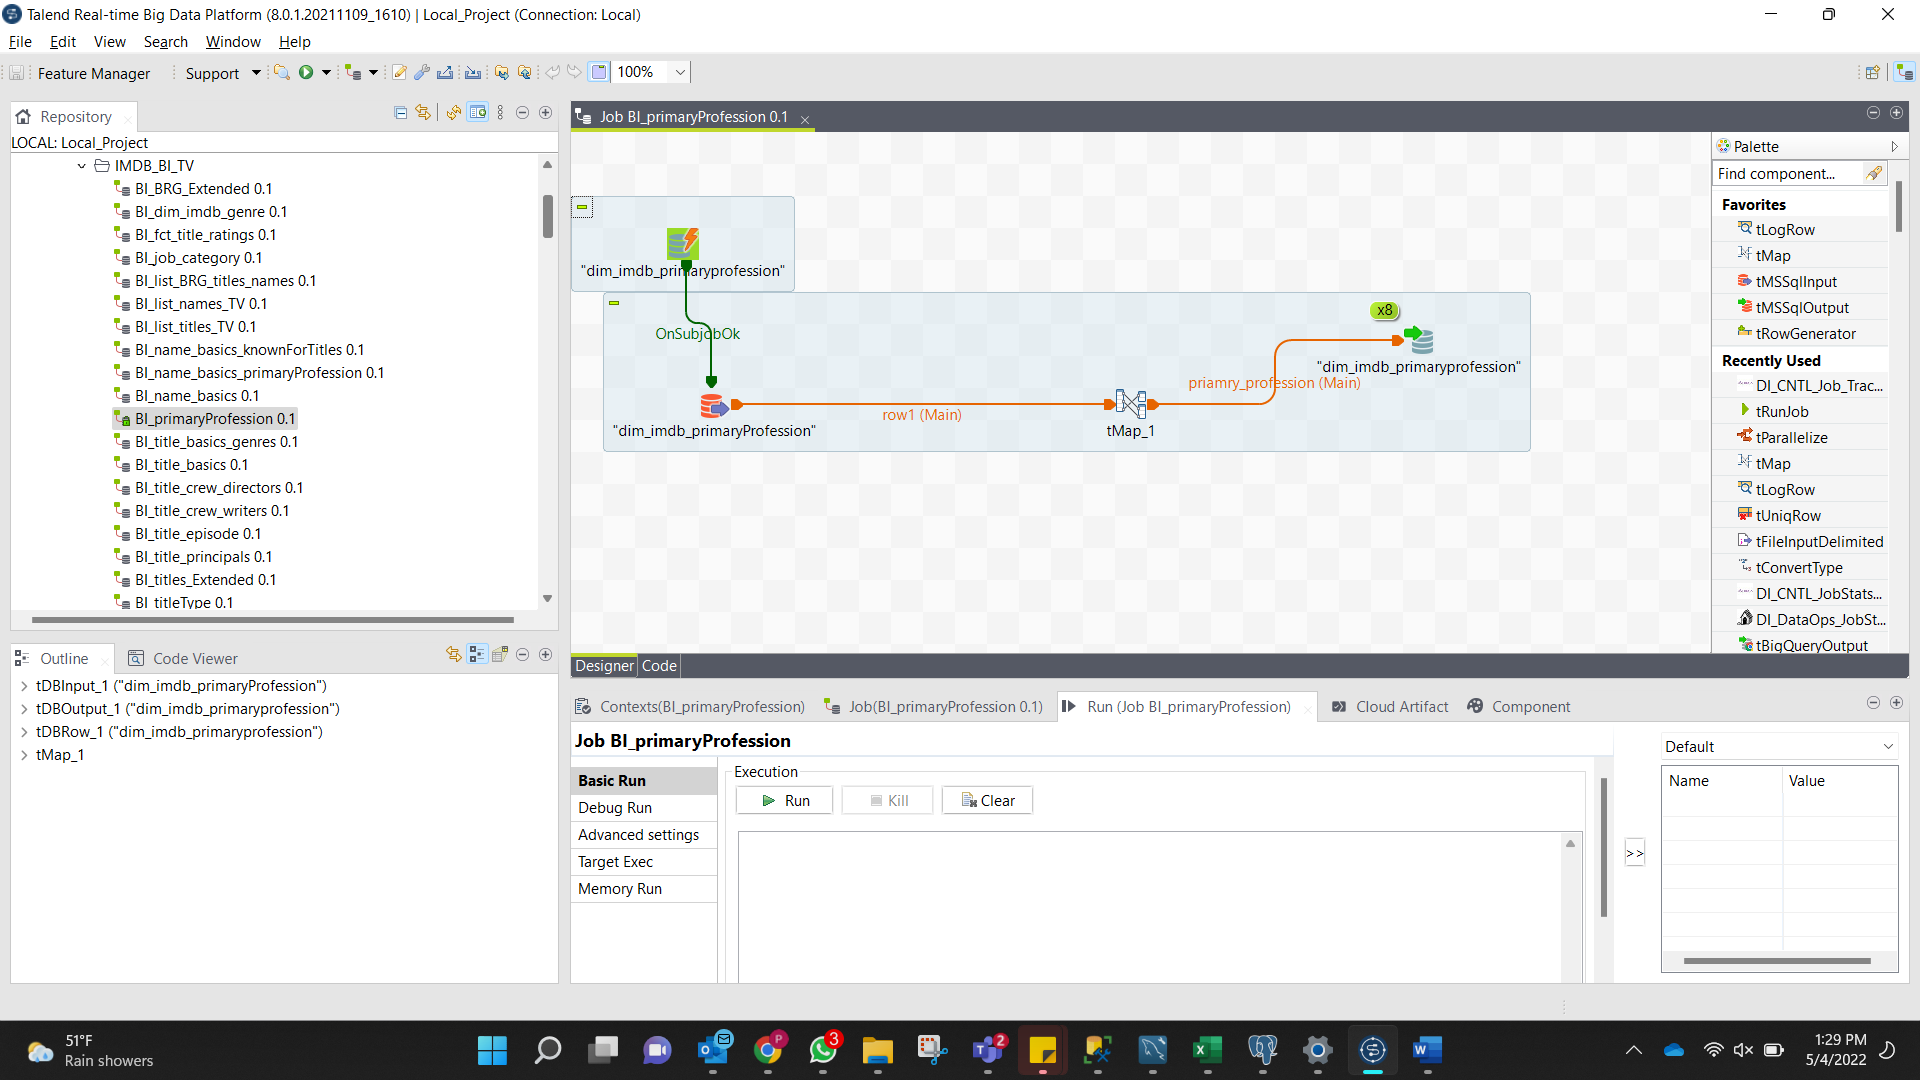 Talend Real-time Big Data Platform (8.0.1.20211109_1610) | Local_Project (Connection: Local)
File Edit View Search Window Help
Feature Manager Support 100%
Repository
LOCAL: Local_Project
IMDB_BI_TV
BI_BRG_Extended 0.1
BI_dim_imdb_genre 0.1
BI_fct_title_ratings 0.1
BI_job_category 0.1
BI_list_BRG_titles_names 0.1
BI_list_names_TV 0.1
BI_list_titles_TV 0.1
BI_name_basics_knownForTitles 0.1
BI_name_basics_primaryProfession 0.1
BI_name_basics 0.1
BI_primaryProfession 0.1
BI_title_basics_genres 0.1
BI_title_basics 0.1
BI_title_crew_directors 0.1
BI_title_crew_writers 0.1
BI_title_episode 0.1
BI_title_principals 0.1
BI_titles_Extended 0.1
BI_titleType 0.1
Job BI_primaryProfession 0.1
"dim_imdb_primaryprofession"
OnSubjobOk
x8
"dim_imdb_primaryprofession"
priamry_profession (Main)
row1 (Main)
"dim_imdb_primaryProfession"
tMap_1
Designer Code
Palette
Find component...
Favorites
tLogRow
tMap
tMSSqlInput
tMSSqlOutput
tRowGenerator
Recently Used
DI_CNTL_Job_Trac...
tRunJob
tParallelize
tMap
tLogRow
tUniqRow
tFileInputDelimited
tConvertType
DI_CNTL_JobStats...
DI_DataOps_JobSt...
tBigQueryOutput
Outline Code Viewer
tDBInput_1 ("dim_imdb_primaryProfession")
tDBOutput_1 ("dim_imdb_primaryprofession")
tDBRow_1 ("dim_imdb_primaryprofession")
tMap_1
Contexts(BI_primaryProfession) Job(BI_primaryProfession 0.1) Run (Job BI_primaryProfession) Cloud Artifact Component
Job BI_primaryProfession
Basic Run
Debug Run
Advanced settings
Target Exec
Memory Run
Execution
Run Kill Clear
>>
Default
Name Value
51°F
Rain showers
P
3
2
1:29 PM
5/4/2022